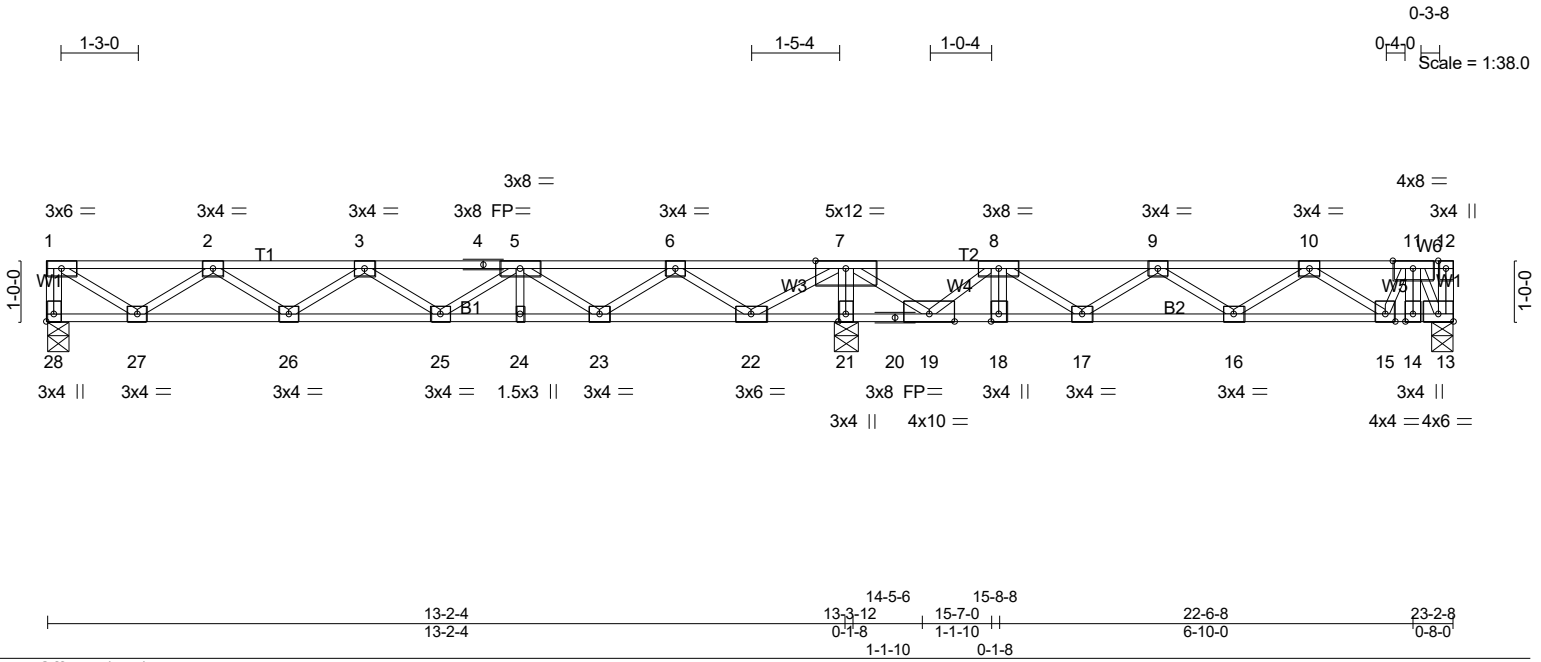 0-3-8
1-3-0 1-5-4 1-0-4 0-4-0
Scale = 1:38.0
3x8 = 4x8 =
3x6 = 3x4 = 3x4 = 3x8 FP= 3x4 = 5x12 = 3x8 = 3x4 = 3x4 = 3x4 ||
1 2 3 4 5 6 7 8 9 10 11 12
T1 T2 W6
1-0-0 W1 W3 W4 W5 W1 1-0-0
B1 B2
28 27 26 25 24 23 22 21 20 19 18 17 16 15 14 13
3x4 || 3x4 = 3x4 = 3x4 = 1.5x3 || 3x4 = 3x6 = 3x8 FP= 3x4 || 3x4 = 3x4 = 3x4 ||
3x4 || 4x10 = 4x4 = 4x6 =
14-5-6 15-8-8
13-2-4 13-3-12 15-7-0 22-6-8 23-2-8
13-2-4 0-1-8 1-1-10 6-10-0 0-8-0
1-1-10 0-1-8